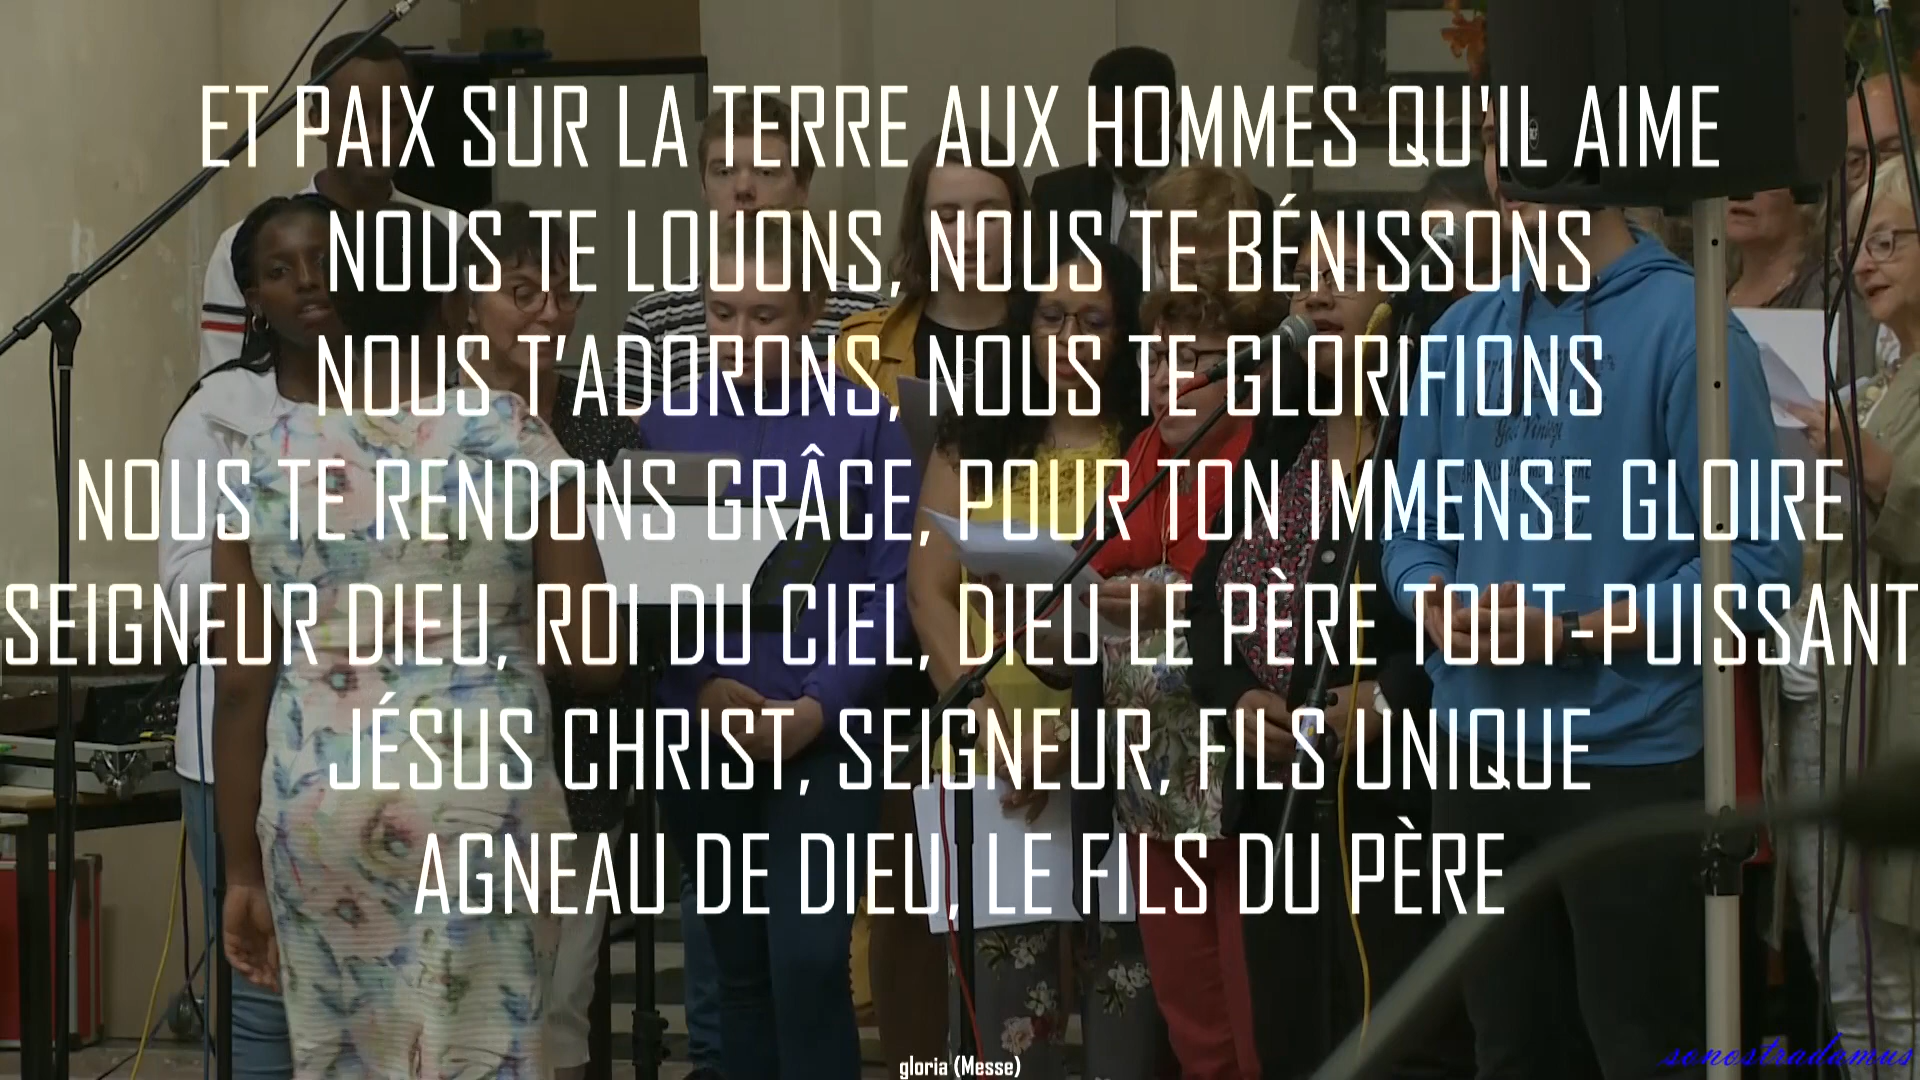 ET PAIX SUR LA TERRE AUX HOMMES QU'IL AIME
NOUS TE LOUONS, NOUS TE BÉNISSONS
NOUS T'ADORONS, NOUS TE GLORIFIONS
NOUS TE RENDONS GRÂCE, POUR TON IMMENSE GLOIRE
SEIGNEUR DIEU, ROI DU CIEL, DIEU LE PÈRE TOUT-PUISSANT
JÉSUS CHRIST, SEIGNEUR, FILS UNIQUE
AGNEAU DE DIEU, LE FILS DU PÈRE
gloria (Messe)
sonostradamus